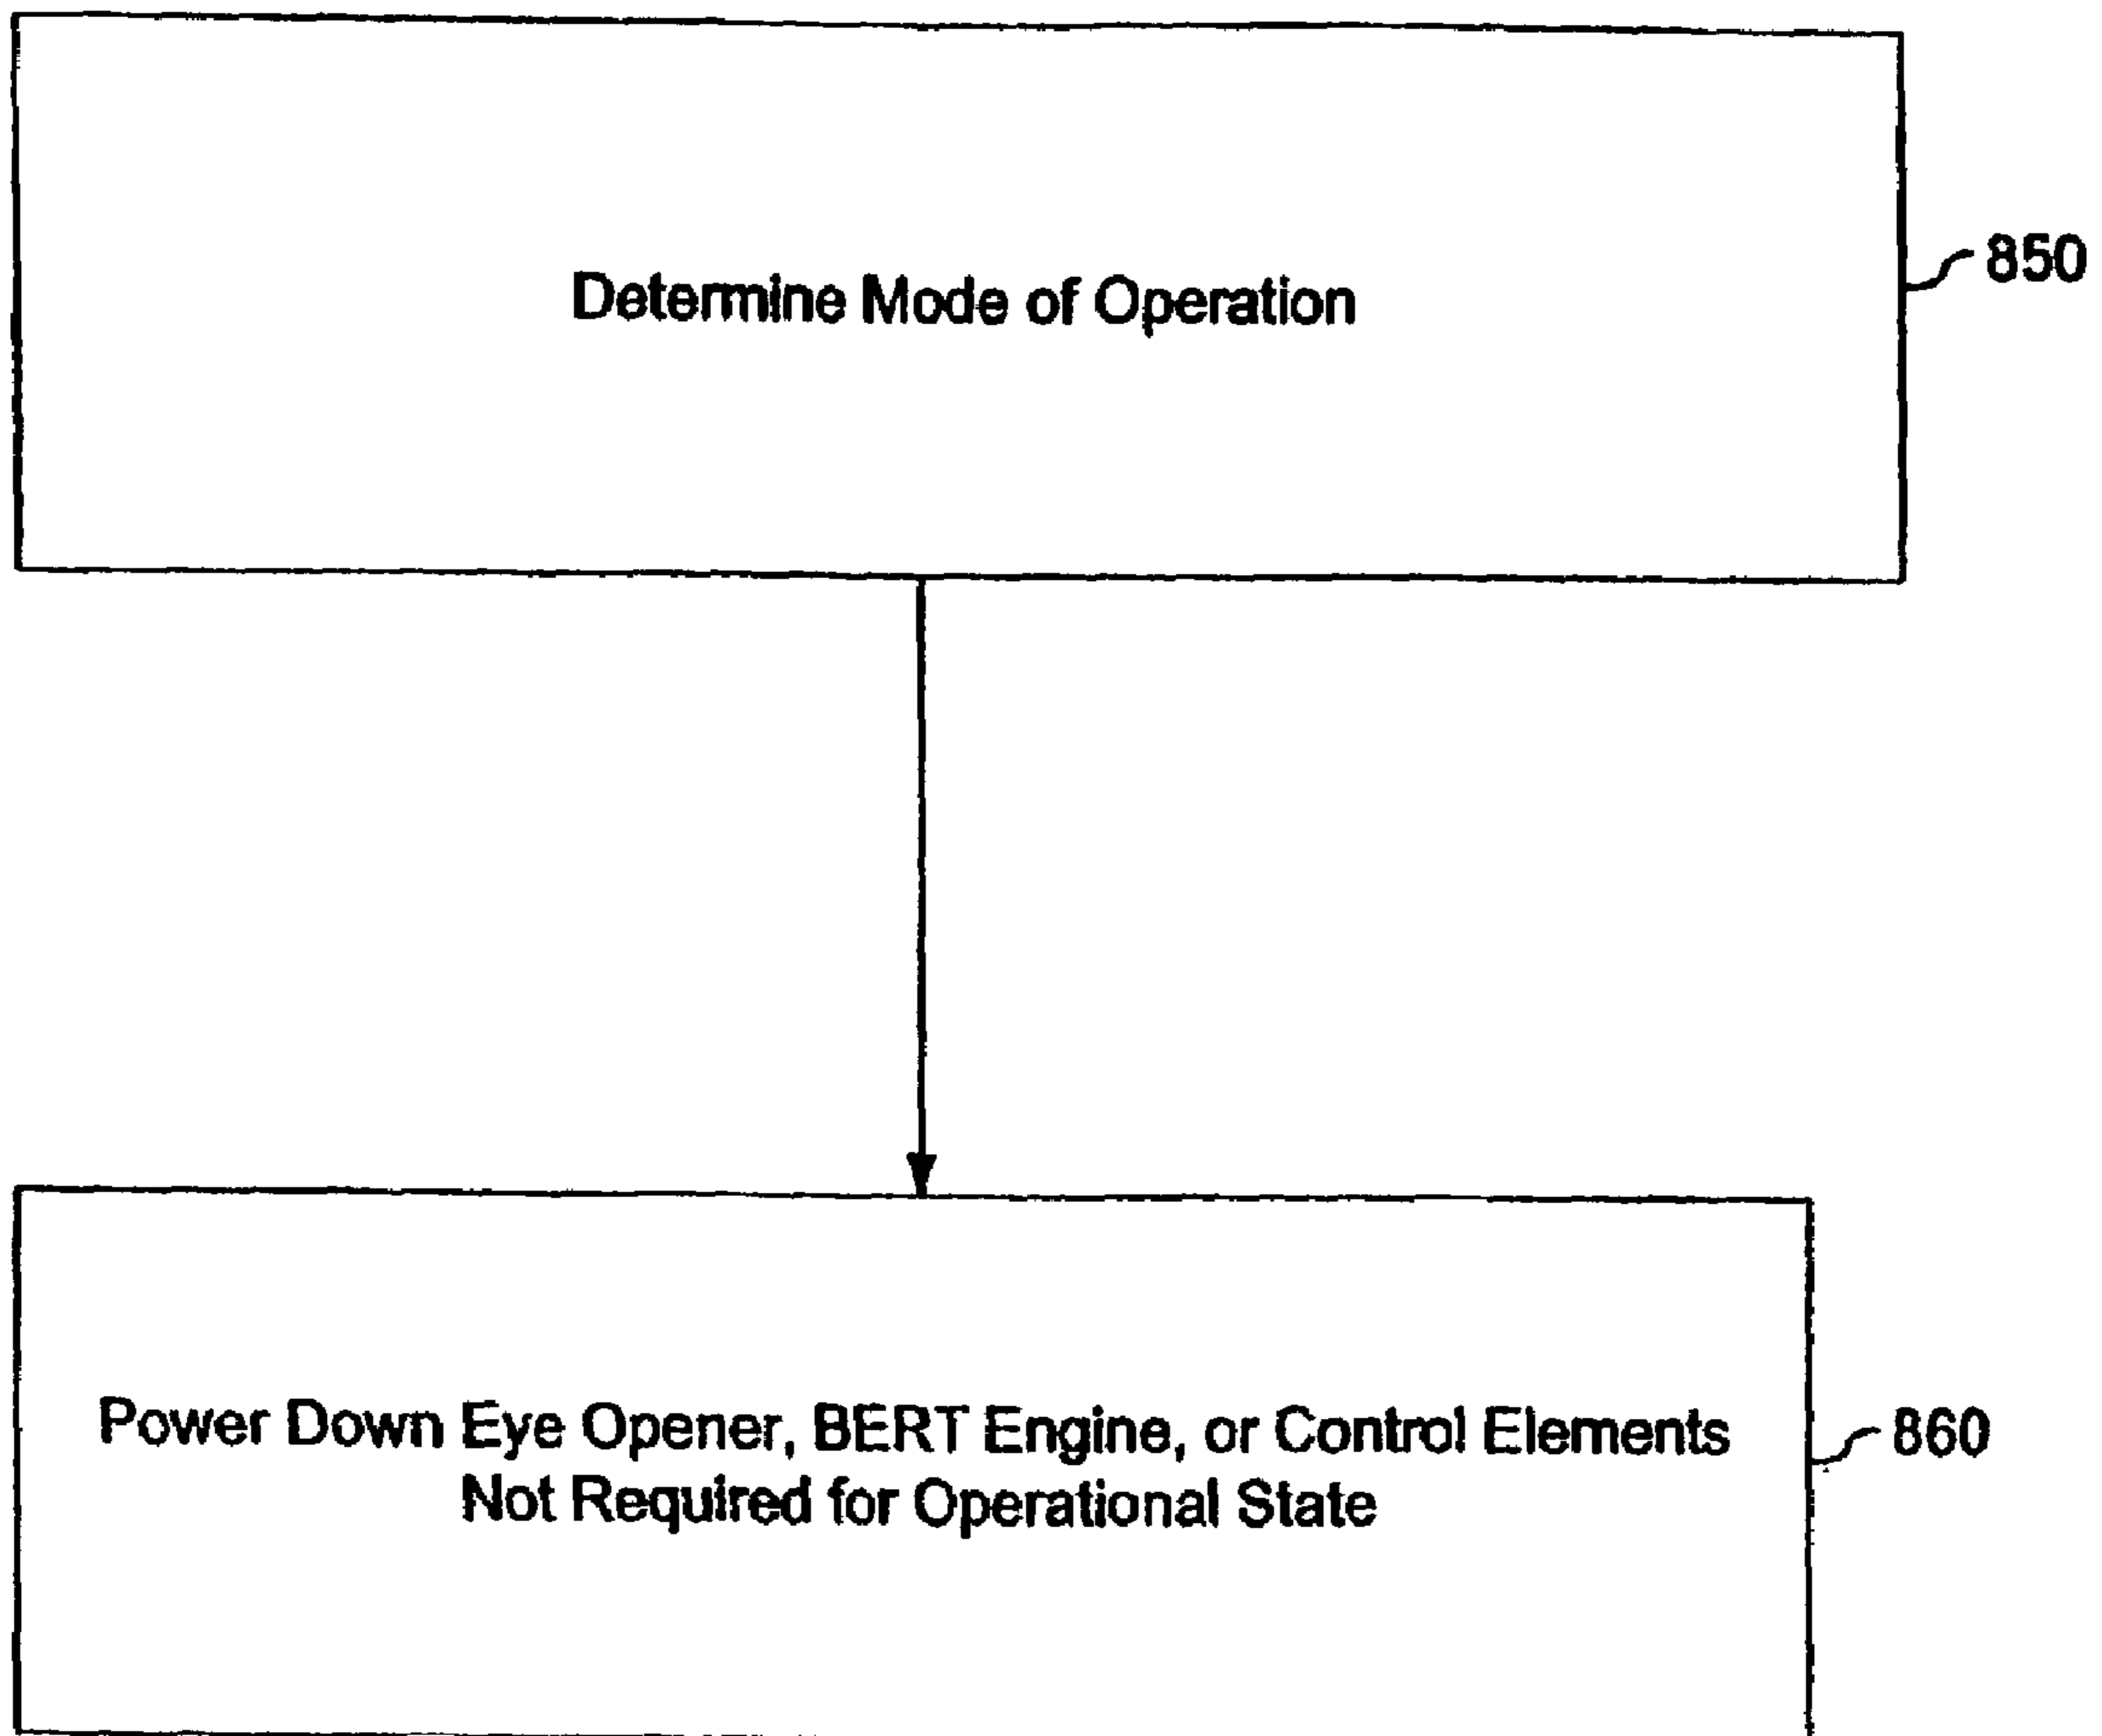 Determine Mode of Operation
850
Power Down Eye Opener, BERT Engine, or Control Elements
Not Required for Operational State
860